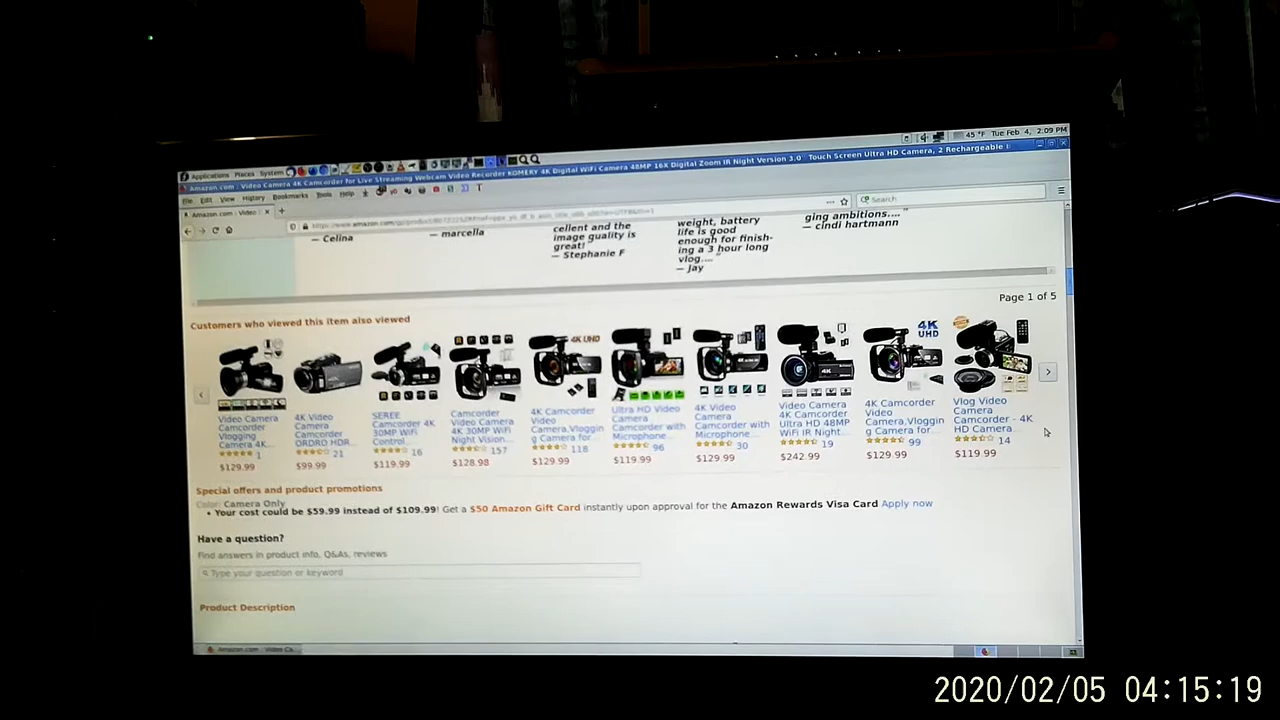 45 °F Tue Feb 4, 2:09 PM
Applications Places System
Amazon.com : Video Camera 4K Camcorder for Live Streaming Webcam Video Recorder KOMERY 4K Digital WiFi Camera 48MP 16X Digital Zoom IR Night Version 3.0" Touch Screen Ultra HD Camera, 2 Rechargeable
File Edit View History Bookmarks Tools Help
Amazon.com : Video
Search
— Celina
— marcella
cellent and the
image quality is
great!
— Stephanie F
weight, battery
life is good
enough for finish-
ing a 3 hour long
vlog...."
— Jay
ging ambitions...."
— cindi hartmann
Page 1 of 5
Customers who viewed this item also viewed
4K UHD
4K
4K
UHD
Video Camera
Camcorder
Vlogging
Camera 4K...
1
$129.99
4K Video
Camera
Camcorder
ORDRO HDR...
21
$99.99
SEREE
Camcorder 4K
30MP WiFi
Control...
16
$119.99
Camcorder
Video Camera
4K 30MP WiFi
Night Vision...
157
$128.98
4K Camcorder
Video
Camera,Vloggin
g Camera for...
118
$129.99
Ultra HD Video
Camera
Camcorder with
Microphone...
96
$119.99
4K Video
Camera
Camcorder with
Microphone...
30
$129.99
Video Camera
4K Camcorder
Ultra HD 48MP
WiFi IR Night...
19
$242.99
4K Camcorder
Video
Camera,Vloggin
g Camera for...
99
$129.99
Vlog Video
Camera
Camcorder - 4K
HD Camera...
14
$119.99
Special offers and product promotions
Color: Camera Only
• Your cost could be $59.99 instead of $109.99! Get a $50 Amazon Gift Card instantly upon approval for the Amazon Rewards Visa Card Apply now
Have a question?
Find answers in product info, Q&As, reviews
Type your question or keyword
Product Description
Amazon.com : Video Ca...
2020/02/05 04:15:19